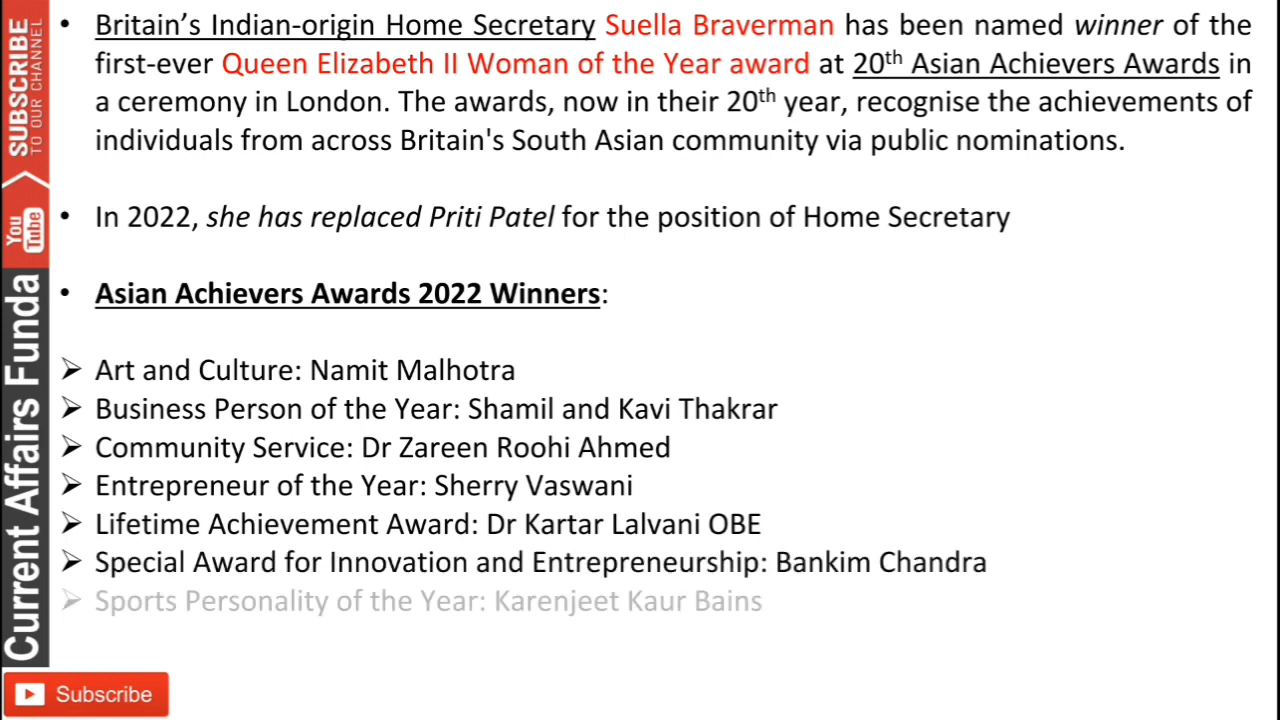 • Britain’s Indian-origin Home Secretary Suella Braverman has been named winner of the
first-ever Queen Elizabeth II Woman of the Year award at 20th Asian Achievers Awards in
a ceremony in London. The awards, now in their 20th year, recognise the achievements of
individuals from across Britain's South Asian community via public nominations.
• In 2022, she has replaced Priti Patel for the position of Home Secretary
• Asian Achievers Awards 2022 Winners:
➢ Art and Culture: Namit Malhotra
➢ Business Person of the Year: Shamil and Kavi Thakrar
➢ Community Service: Dr Zareen Roohi Ahmed
➢ Entrepreneur of the Year: Sherry Vaswani
➢ Lifetime Achievement Award: Dr Kartar Lalvani OBE
➢ Special Award for Innovation and Entrepreneurship: Bankim Chandra
➢ Sports Personality of the Year: Karenjeet Kaur Bains
SUBSCRIBE
TO OUR CHANNEL
You
Tube
Current Affairs Funda
Subscribe